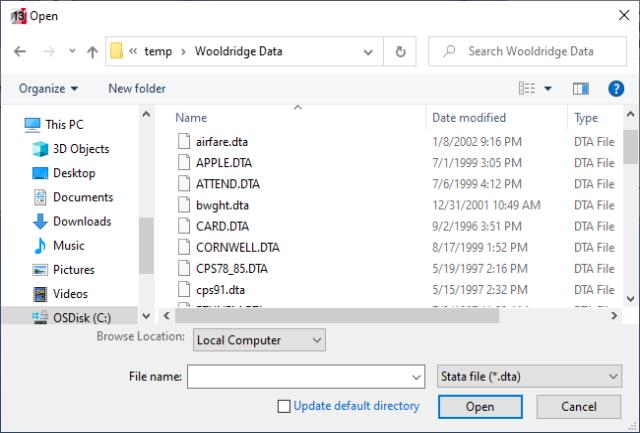 13 Open
temp Wooldridge Data Search Wooldridge Data
Organize New folder
Name Date modified Type
This PC
3D Objects
Desktop
Documents
Downloads
Music
Pictures
Videos
OSDisk (C:)
airfare.dta 1/8/2002 9:16 PM DTA File
APPLE.DTA 7/1/1999 3:05 PM DTA File
ATTEND.DTA 7/6/1999 4:12 PM DTA File
bwght.dta 12/31/2001 10:49 AM DTA File
CARD.DTA 9/2/1996 3:51 PM DTA File
CORNWELL.DTA 8/17/1999 1:52 PM DTA File
CPS78_85.DTA 5/19/1997 2:16 PM DTA File
cps91.dta 5/15/1997 2:32 PM DTA File
Browse Location: Local Computer
File name: Stata file (*.dta)
Update default directory Open Cancel